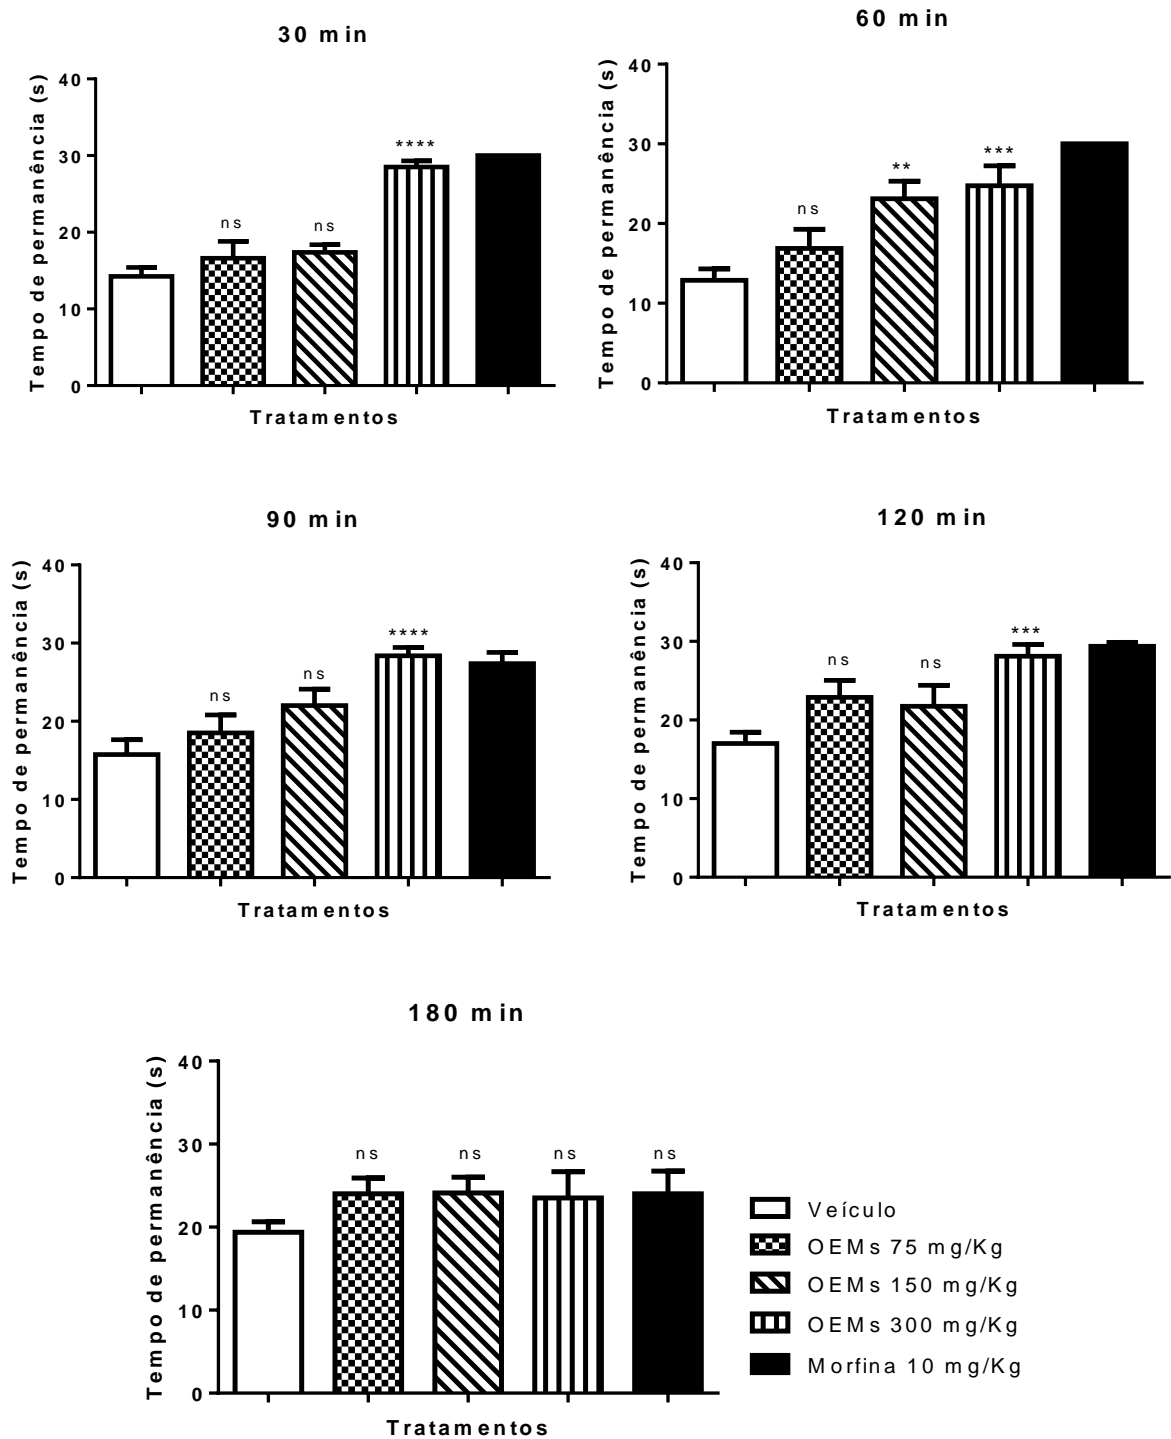 30 min
Tempo de permanência (s)
40
30
20
10
0
ns
ns
****
Tratamentos
60 min
Tempo de permanência (s)
40
30
20
10
0
ns
**
***
Tratamentos
90 min
Tempo de permanência (s)
40
30
20
10
0
ns
ns
****
Tratamentos
120 min
Tempo de permanência (s)
40
30
20
10
0
ns
ns
***
Tratamentos
180 min
Tempo de permanência (s)
40
30
20
10
0
ns
ns
ns
ns
Tratamentos
Veículo
OEMs 75 mg/Kg
OEMs 150 mg/Kg
OEMs 300 mg/Kg
Morfina 10 mg/Kg